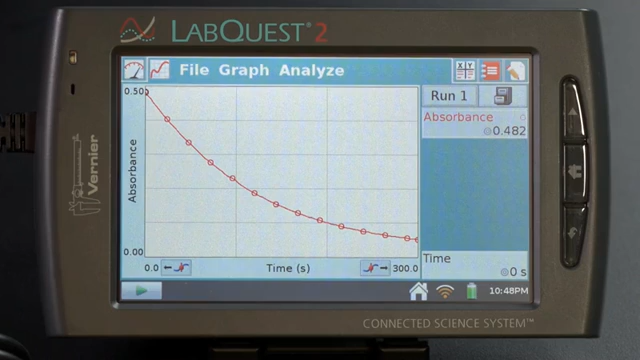 LABQUEST® 2
File Graph Analyze
Run 1
Absorbance
0.482
0.50
Absorbance
0.00
0.0
Time (s)
300.0
Time
0 s
10:48PM
Vernier
CONNECTED SCIENCE SYSTEM™